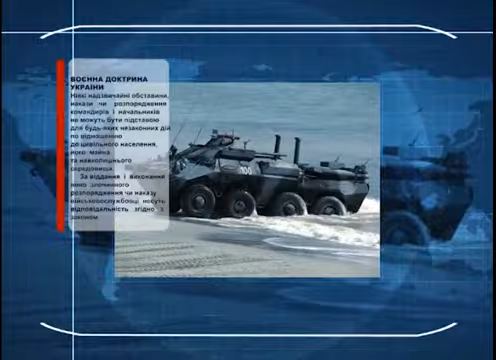 ВОЄННА ДОКТРИНА
УКРАЇНИ
Ніякі надзвичайні обставини,
накази чи розпорядження
командирів і начальників
не можуть бути підставою
для будь-яких незаконних дій
по відношенню
до цивільного населення,
його майна
та навколишнього
середовища.
За віддання і виконання
явно злочинного
розпорядження чи наказу
військовослужбовці несуть
відповідальність згідно з
законом.
100